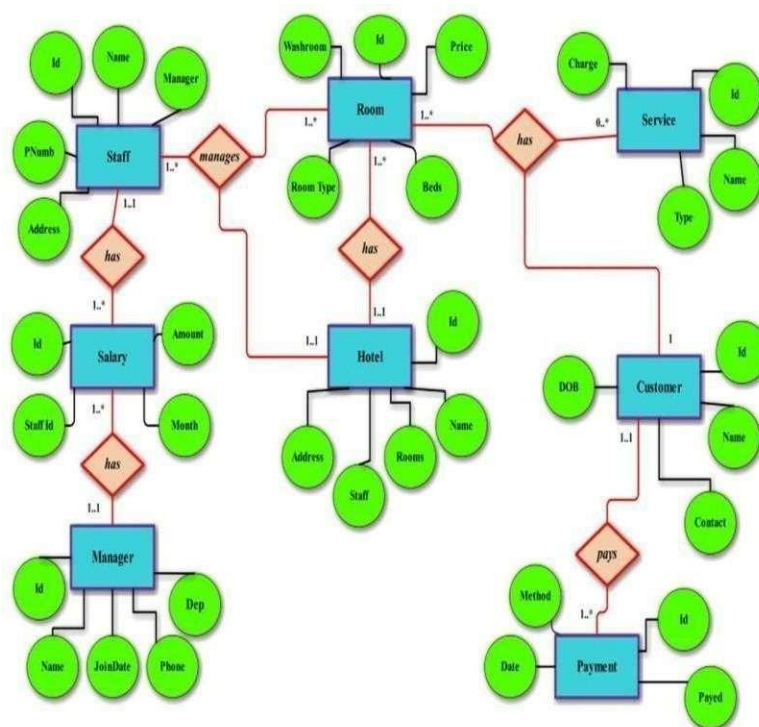 Name
Id
Manager
Staff
PNumb
Address
1..*
1..1
manages
Washroom
Id
Price
Room
1..*
1..*
1..*
Room Type
Beds
has
Charge
Id
Service
0..*
Name
Type
has
1..*
Id
Amount
Salary
Staff Id
Month
1..*
has
1..1
has
1..1
1..1
Hotel
Id
Address
Staff
Rooms
Name
1
DOB
Customer
Id
Name
1..1
Contact
Manager
Id
Dep
Name
JoinDate
Phone
pays
1..*
Method
Id
Date
Payment
Payed